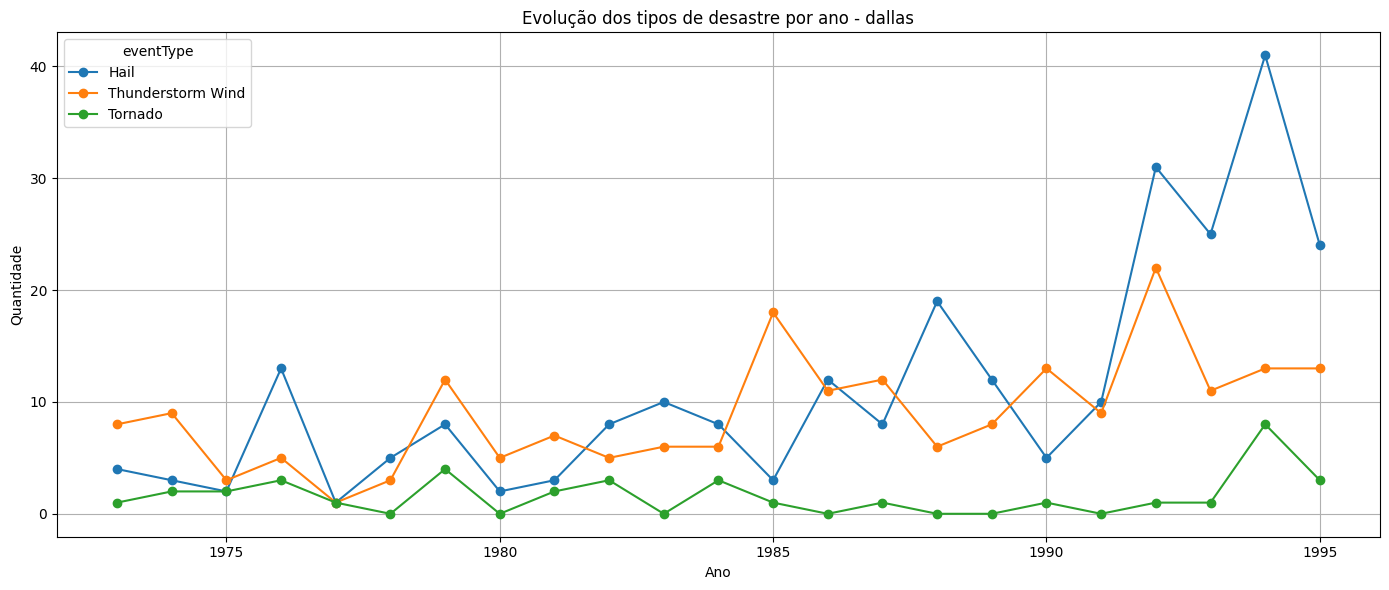 Evolução dos tipos de desastre por ano - dallas
eventType
Hail
Thunderstorm Wind
Tornado
Quantidade
40
30
20
10
0
1975
1980
1985
1990
1995
Ano